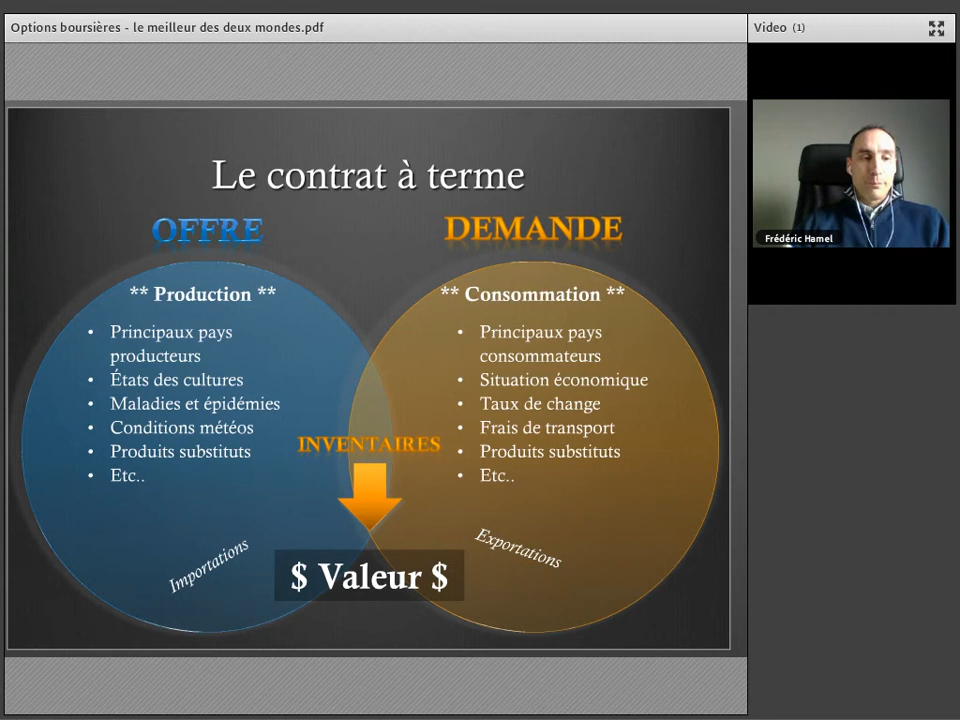 Options boursières - le meilleur des deux mondes.pdf
Video (1)
Frédéric Hamel
Le contrat à terme
OFFRE
** Production **
• Principaux pays
producteurs
• États des cultures
• Maladies et épidémies
• Conditions météos
• Produits substituts
• Etc..
Importations
DEMANDE
** Consommation **
• Principaux pays
consommateurs
• Situation économique
• Taux de change
• Frais de transport
• Produits substituts
• Etc..
Exportations
INVENTAIRES
$ Valeur $